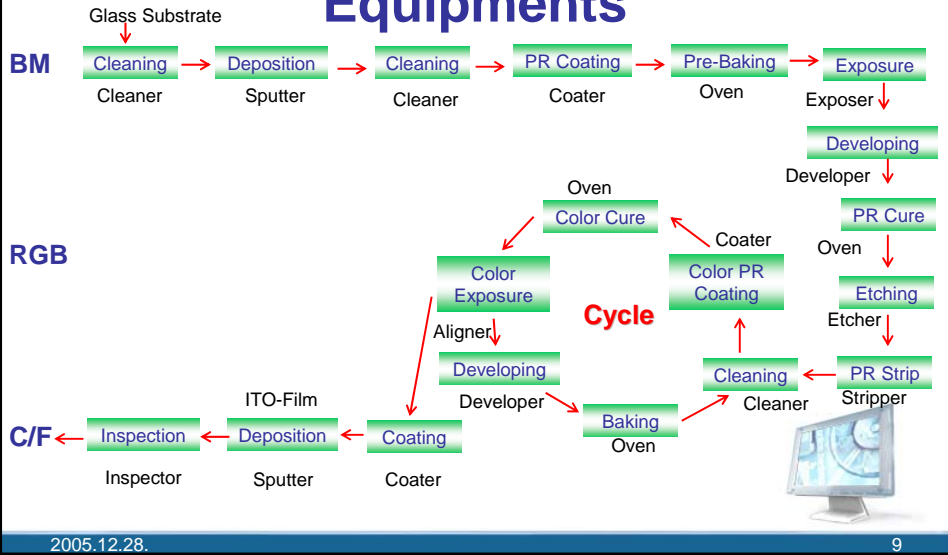 Equipments
Glass Substrate
BM
Cleaning
Deposition
Cleaning
PR Coating
Pre-Baking
Exposure
Cleaner
Sputter
Cleaner
Coater
Oven
Exposer
Developing
Developer
PR Cure
Oven
Etching
Etcher
PR Strip
Stripper
RGB
Cleaning
Cleaner
Color PR
Coating
Coater
Oven
Color Cure
Color
Exposure
Aligner
Cycle
Developing
Developer
Baking
Oven
C/F
Inspection
Inspector
ITO-Film
Deposition
Sputter
Coating
Coater
2005.12.28.
9